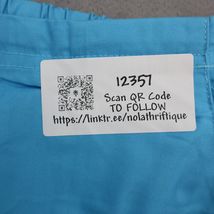 12357
Scan QR Code
TO FOLLOW
https://linktr.ee/nolathriftique